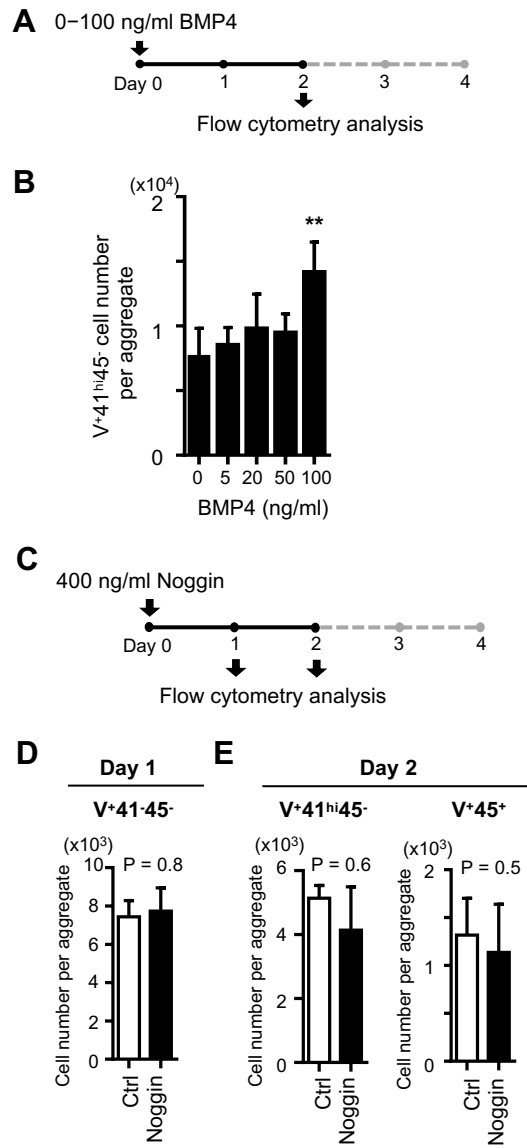 A
0–100 ng/ml BMP4
Day 0 1 2 3 4
Flow cytometry analysis
B
(x10⁴)
V⁺41ʰⁱ45⁻ cell number
per aggregate
2
1
0
**
0 5 20 50 100
BMP4 (ng/ml)
C
400 ng/ml Noggin
Day 0 1 2 3 4
Flow cytometry analysis
D
Day 1
V⁺41⁻45⁻
(x10³)
P = 0.8
Cell number per aggregate
10
8
6
4
2
0
Ctrl
Noggin
E
Day 2
V⁺41ʰⁱ45⁻
(x10³)
P = 0.6
Cell number per aggregate
6
4
2
0
Ctrl
Noggin
V⁺45⁺
(x10³)
P = 0.5
Cell number per aggregate
2
1
0
Ctrl
Noggin